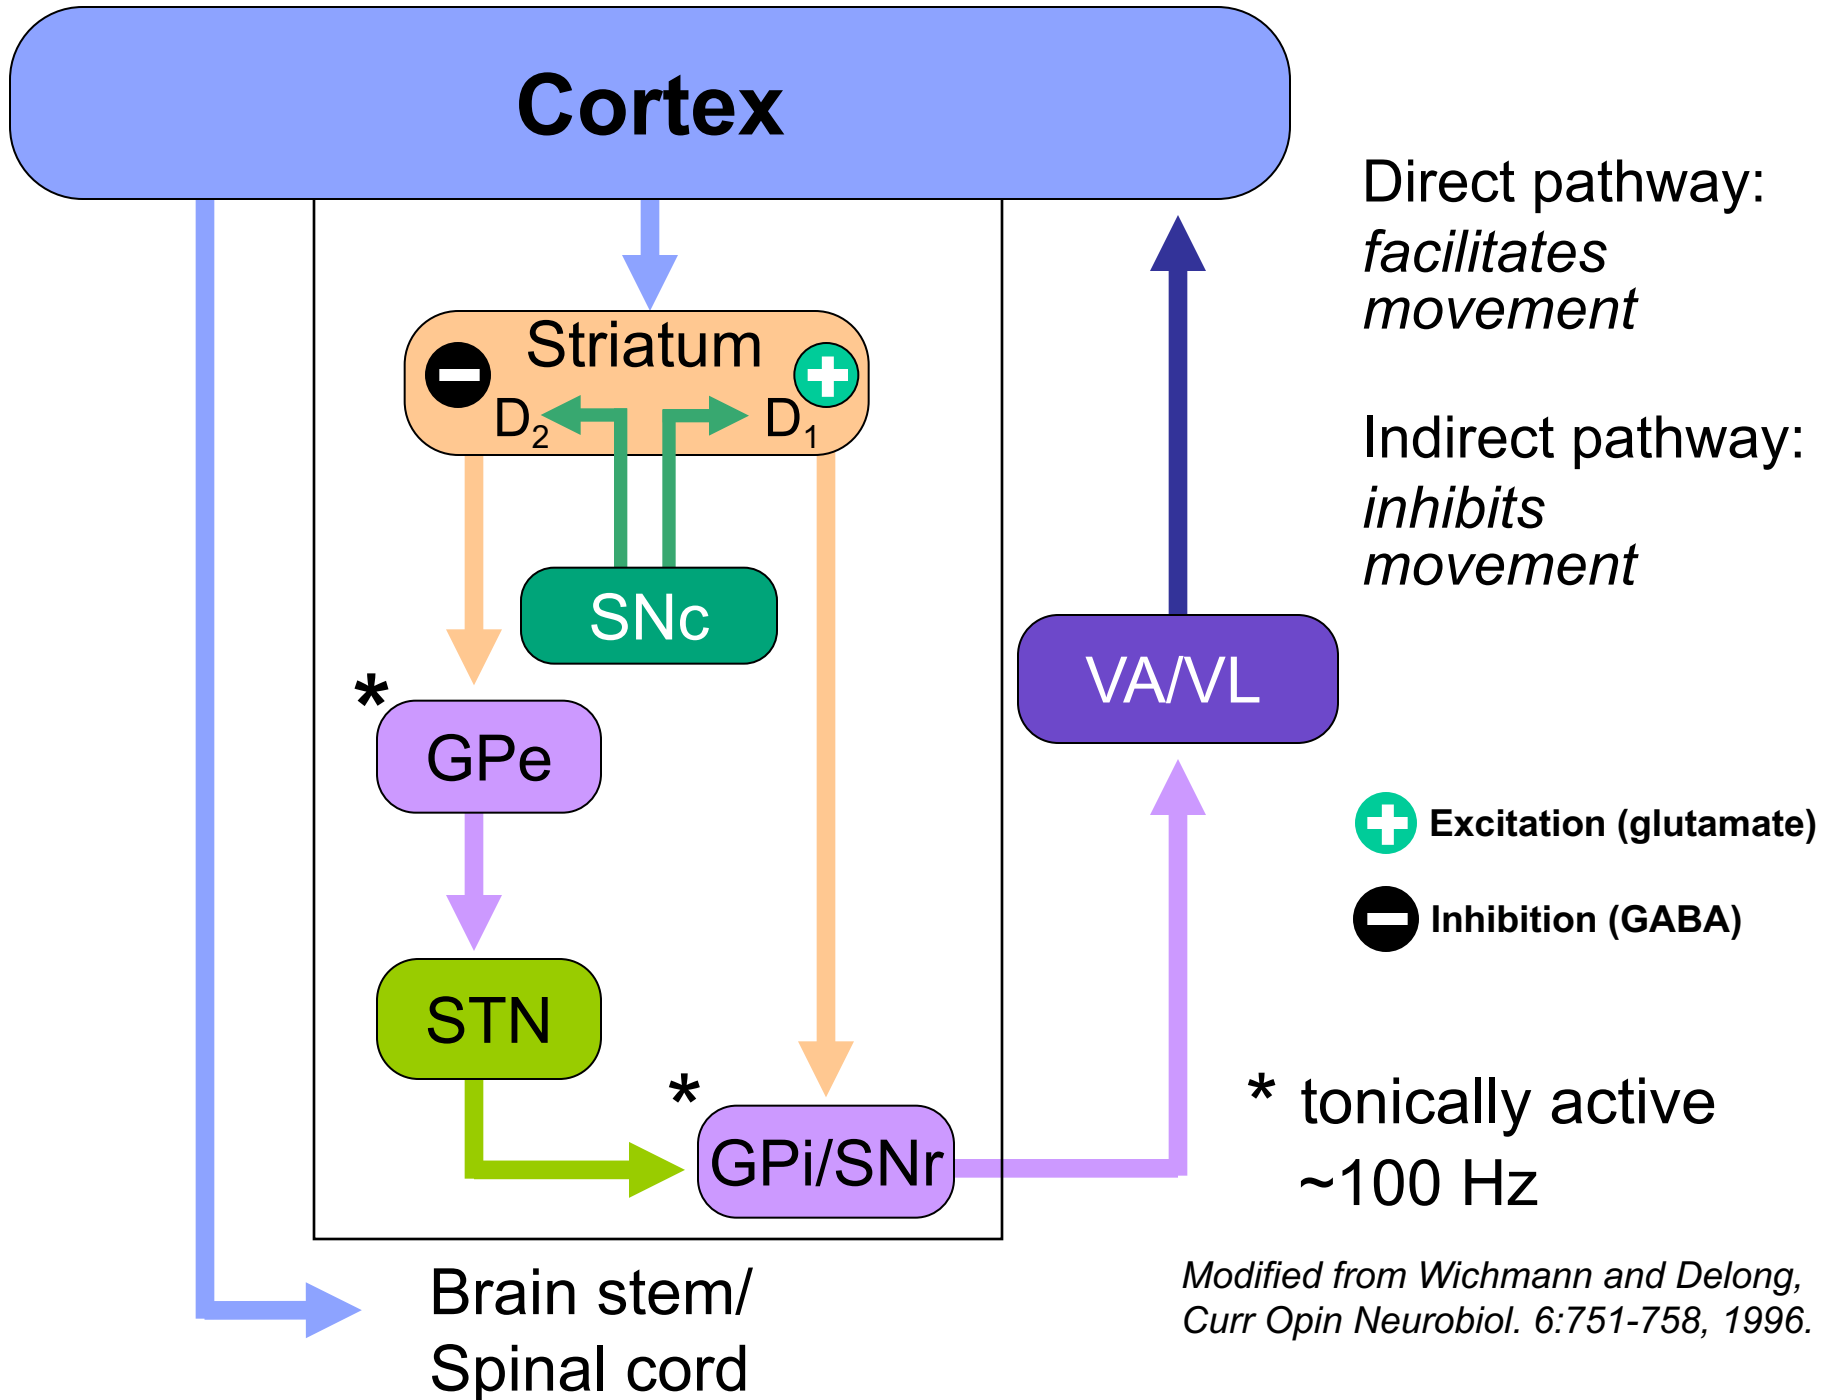 Cortex
Direct pathway:
facilitates
movement
Striatum
D2
D1
Indirect pathway:
inhibits
movement
SNc
VA/VL
*
GPe
Excitation (glutamate)
Inhibition (GABA)
STN
*
GPi/SNr
* tonically active
~100 Hz
Brain stem/
Spinal cord
Modified from Wichmann and Delong,
Curr Opin Neurobiol. 6:751-758, 1996.